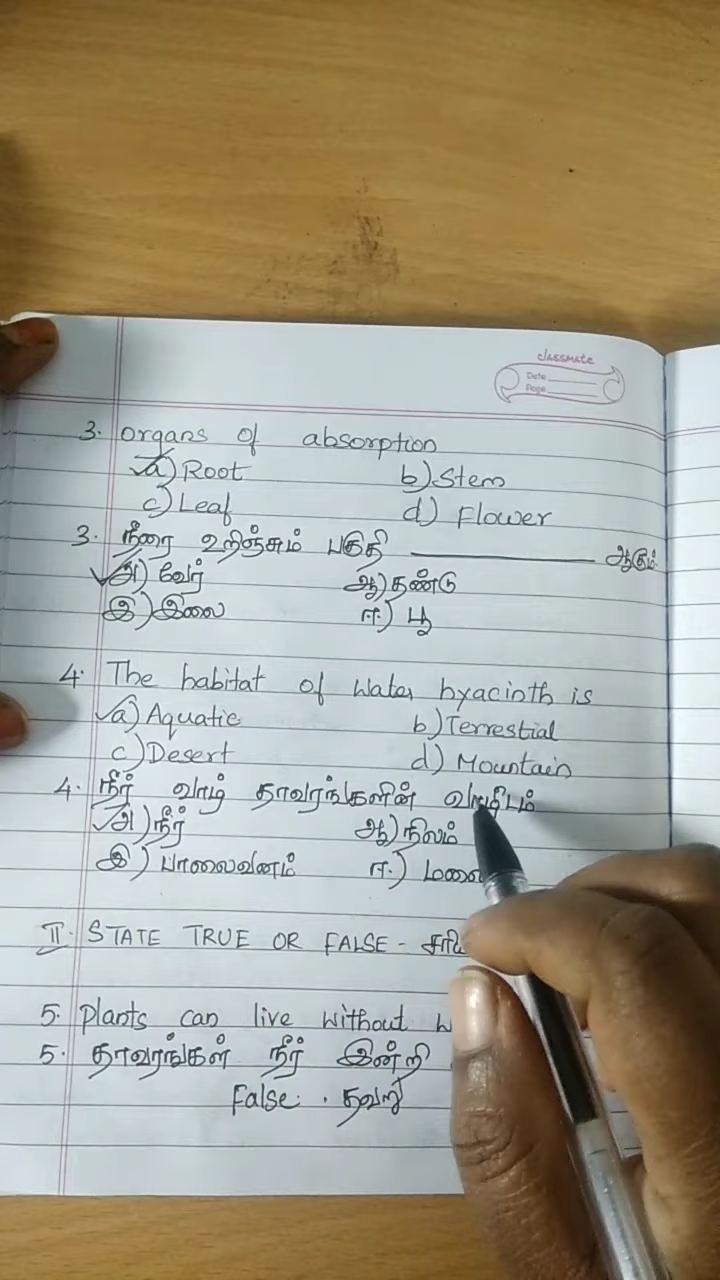 classmate
Date
Page
3. organs of absorption
a) Root b) Stem
c) Leaf d) Flower
3. நீரை உறிஞ்சும் பகுதி ________ ஆகும்.
அ) வேர் ஆ) தண்டு
இ) இலை ஈ) பூ
4. The habitat of water hyacinth is
a) Aquatic b) Terrestial
c) Desert d) Mountain
4. நீர் வாழ் தாவரங்களின் வாழிடம்
அ) நீர் ஆ) நிலம்
இ) பாலைவனம் ஈ) மலை
II. STATE TRUE OR FALSE -
5. Plants can live without
5. தாவரங்கள் நீர் இன்றி
False. தவறு